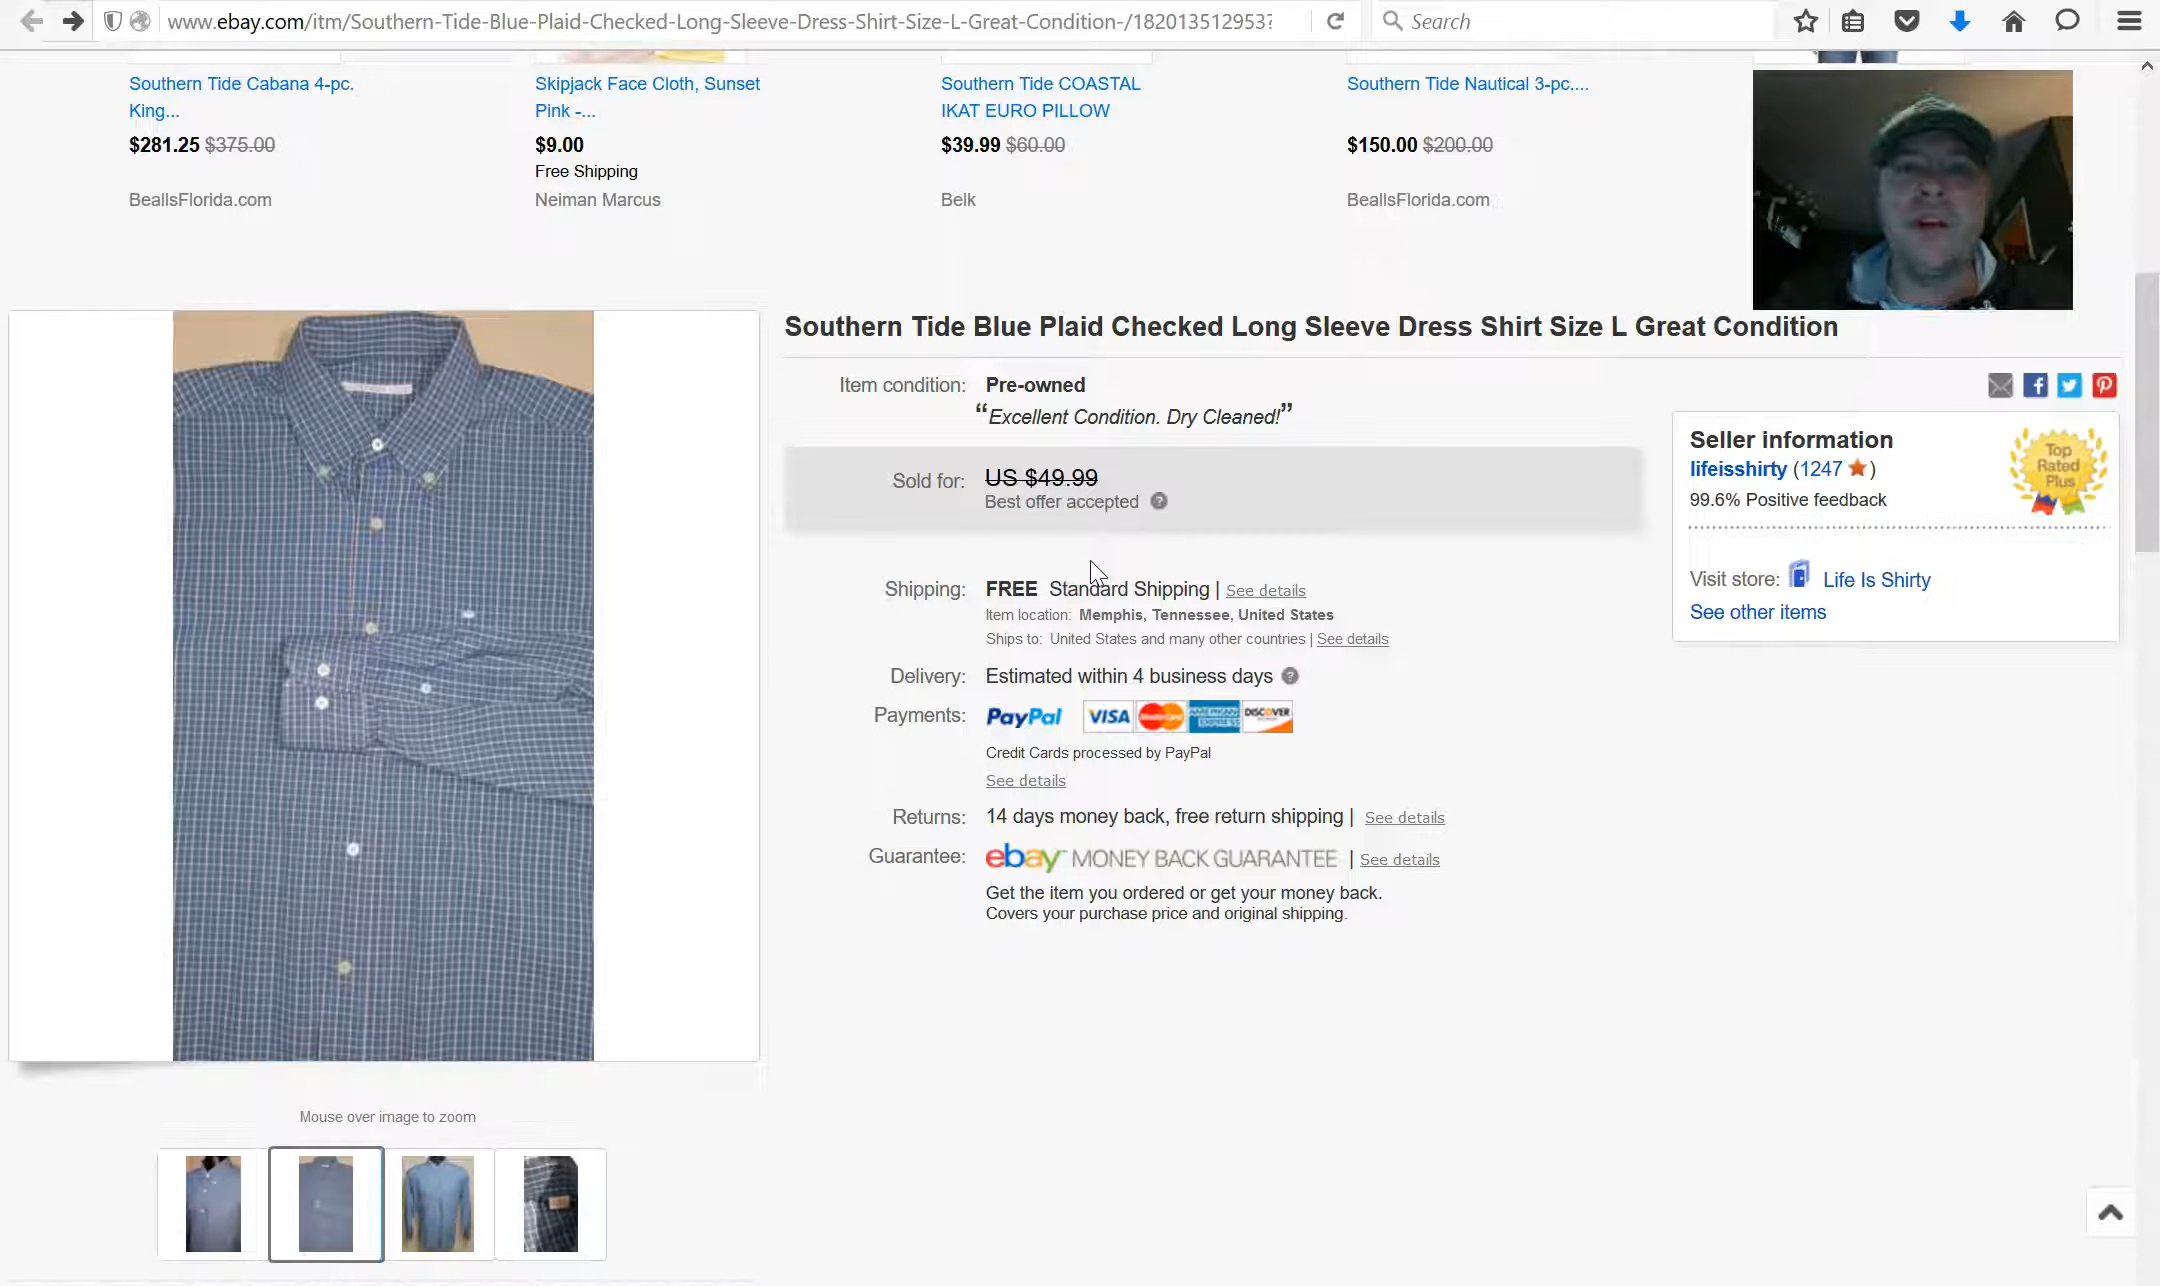 www.ebay.com/itm/Southern-Tide-Blue-Plaid-Checked-Long-Sleeve-Dress-Shirt-Size-L-Great-Condition-/182013512953?
Search
Southern Tide Cabana 4-pc. King...
$281.25 $375.00
BeallsFlorida.com
Skipjack Face Cloth, Sunset Pink -...
$9.00
Free Shipping
Neiman Marcus
Southern Tide COASTAL IKAT EURO PILLOW
$39.99 $60.00
Belk
Southern Tide Nautical 3-pc....
$150.00 $200.00
BeallsFlorida.com
Southern Tide Blue Plaid Checked Long Sleeve Dress Shirt Size L Great Condition
Item condition: Pre-owned
“Excellent Condition. Dry Cleaned!”
Sold for: US $49.99
Best offer accepted
Shipping: FREE Standard Shipping | See details
Item location: Memphis, Tennessee, United States
Ships to: United States and many other countries | See details
Delivery: Estimated within 4 business days
Payments: PayPal VISA MasterCard AMERICAN EXPRESS DISCOVER
Credit Cards processed by PayPal
See details
Returns: 14 days money back, free return shipping | See details
Guarantee: ebay MONEY BACK GUARANTEE | See details
Get the item you ordered or get your money back.
Covers your purchase price and original shipping.
Seller information
lifeisshirty (1247 )
99.6% Positive feedback
Top Rated Plus
Visit store: Life Is Shirty
See other items
Mouse over image to zoom